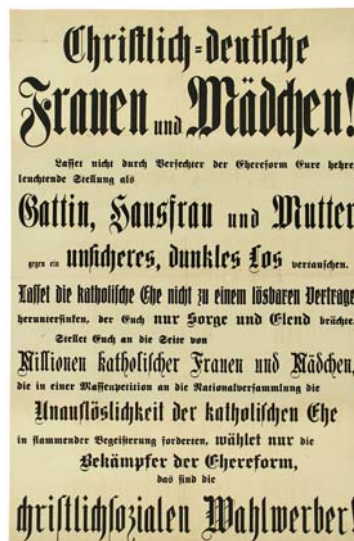 Christlich=deutsche
Frauen und Mädchen!
Lasset nicht durch Verfechter der Ehereform Eure hehre
leuchtende Stellung als
Gattin, Hausfrau und Mutter
gegen ein unsicheres, dunkles Los vertauschen.
Lasset die katholische Ehe nicht zu einem lösbaren Vertrage
heruntersinken, der Euch nur Sorge und Elend brächte.
Stellet Euch an die Seite von
Millionen katholischer Frauen und Mädchen,
die in einer Massenpetition an die Nationalversammlung die
Unauflöslichkeit der katholischen Ehe
in flammender Begeisterung forderten, wählet nur die
Bekämpfer der Ehereform,
das sind die
christlichsozialen Wahlwerber!